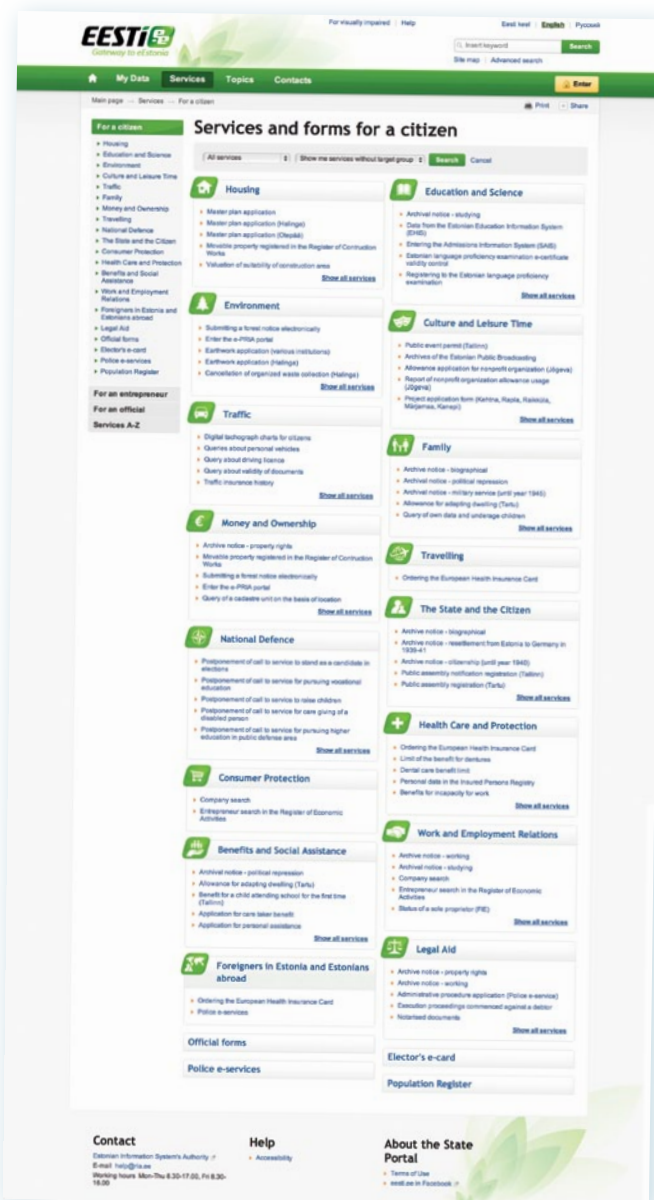 For visually impaired | Help
Eesti keel | English | Русский
EESTi
Gateway to eEstonia
Insert keyword
Search
Site map | Advanced search
My Data
Services
Topics
Contacts
Enter
Main page → Services → For a citizen
Print
Share
For a citizen
Housing
Education and Science
Environment
Culture and Leisure Time
Traffic
Family
Money and Ownership
Travelling
National Defence
The State and the Citizen
Consumer Protection
Health Care and Protection
Benefits and Social
Assistance
Work and Employment
Relations
Foreigners in Estonia and
Estonians abroad
Legal Aid
Official forms
Elector's e-card
Police e-services
Population Register
For an entrepreneur
For an official
Services A-Z
Services and forms for a citizen
All services
Show me services without target group
Search
Cancel
Housing
Master plan application
Master plan application (Halinga)
Master plan application (Otepää)
Movable property registered in the Register of Contruction
Works
Valuation of suitability of construction area
Show all services
Environment
Submitting a forest notice electronically
Enter the e-PRIA portal
Earthwork application (various institutions)
Earthwork application (Halinga)
Cancellation of organized waste collection (Halinga)
Show all services
Traffic
Digital tachograph charts for citizens
Queries about personal vehicles
Query about driving licence
Query about validity of documents
Traffic insurance history
Show all services
Money and Ownership
Archive notice - property rights
Movable property registered in the Register of Contruction
Works
Submitting a forest notice electronically
Enter the e-PRIA portal
Query of a cadastre unit on the basis of location
Show all services
National Defence
Postponement of call to service to stand as a candidate in
elections
Postponement of call to service for pursuing vocational
education
Postponement of call to service to raise children
Postponement of call to service for care giving of a
disabled person
Postponement of call to service for pursuing higher
education in public defence area
Show all services
Consumer Protection
Company search
Entrepreneur search in the Register of Economic
Activities
Benefits and Social Assistance
Archival notice - political repression
Allowance for adapting dwelling (Tartu)
Benefit for a child attending school for the first time
(Tallinn)
Application for care taker benefit
Application for personal assistance
Show all services
Foreigners in Estonia and Estonians
abroad
Ordering the European Health Insurance Card
Police e-services
Official forms
Police e-services
Education and Science
Archival notice - studying
Data from the Estonian Education Information System
(EHIS)
Entering the Admissions Information System (SAIS)
Estonian language proficiency examination e-certificate
validity control
Registering to the Estonian language proficiency
examination
Show all services
Culture and Leisure Time
Public event permit (Tallinn)
Archives of the Estonian Public Broadcasting
Allowance application for nonprofit organization (Jõgeva)
Report of nonprofit organization allowance usage
(Jõgeva)
Project application form (Kehtna, Rapla, Raikküla,
Märjamaa, Kanepi)
Show all services
Family
Archive notice - biographical
Archival notice - political repression
Archival notice - military service (until year 1940)
Allowance for adapting dwelling (Tartu)
Query of own data and underage children
Show all services
Travelling
Ordering the European Health Insurance Card
The State and the Citizen
Archive notice - biographical
Archive notice - resettlement from Estonia to Germany in
1939-41
Archive notice - citizenship (until year 1940)
Public assembly notification registration (Tallinn)
Public assembly registration (Tartu)
Show all services
Health Care and Protection
Ordering the European Health Insurance Card
Limit of the benefit for dentures
Dental care benefit limit
Personal data in the Insured Persons Registry
Benefits for incapacity for work
Show all services
Work and Employment Relations
Archive notice - working
Archive notice - studying
Company search
Entrepreneur search in the Register of Economic
Activities
Status of a sole proprietor (FIE)
Show all services
Legal Aid
Archive notice - property rights
Archive notice - working
Administrative procedure application (Police e-service)
Execution proceedings commenced against a debtor
Notarised documents
Show all services
Elector's e-card
Population Register
Contact
Estonian Information System's Authority
E-mail help@ria.ee
Working hours Mon-Thu 8.30-17.00, Fri 8.30-
16.00
Help
Accessibility
About the State
Portal
Terms of Use
eesti.ee in Facebook